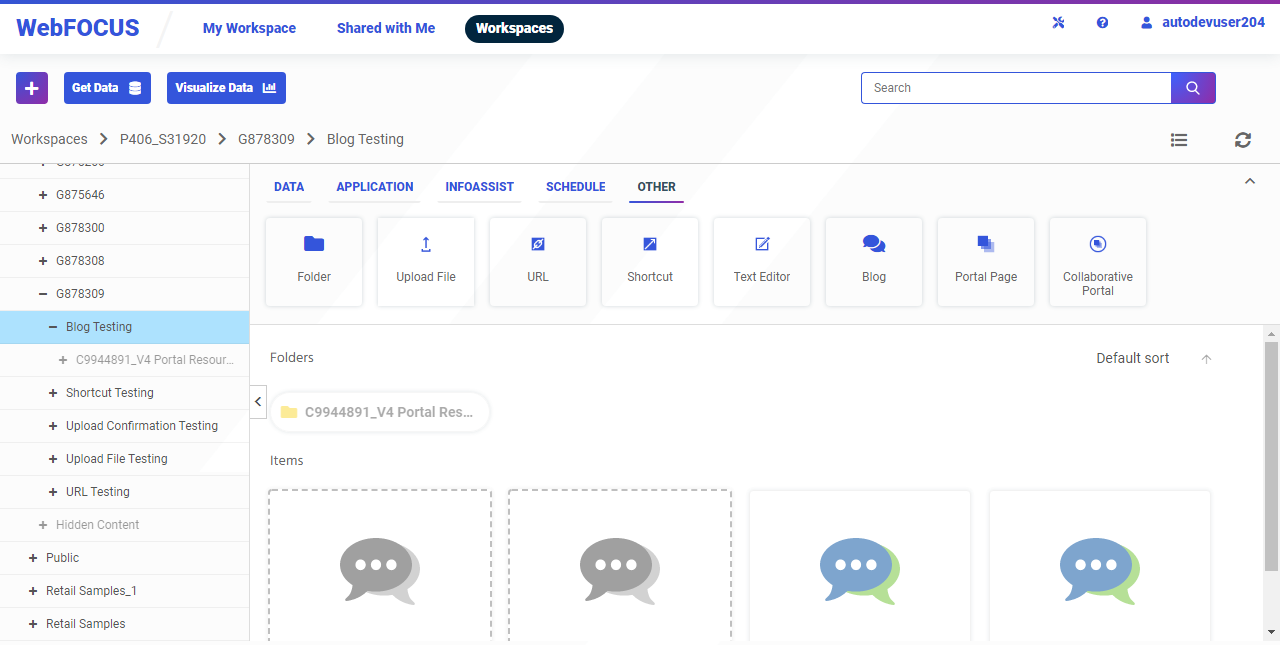 WebFOCUS
My Workspace
Shared with Me
Workspaces
autodevuser204
Get Data
Visualize Data
Search
Workspaces
P406_S31920
G878309
Blog Testing
G875646
G878300
G878308
G878309
Blog Testing
C9944891_V4 Portal Resour...
Shortcut Testing
Upload Confirmation Testing
Upload File Testing
URL Testing
Hidden Content
Public
Retail Samples_1
Retail Samples
DATA
APPLICATION
INFOASSIST
SCHEDULE
OTHER
Folder
Upload File
URL
Shortcut
Text Editor
Blog
Portal Page
Collaborative
Portal
Folders
Default sort
C9944891_V4 Portal Res...
Items